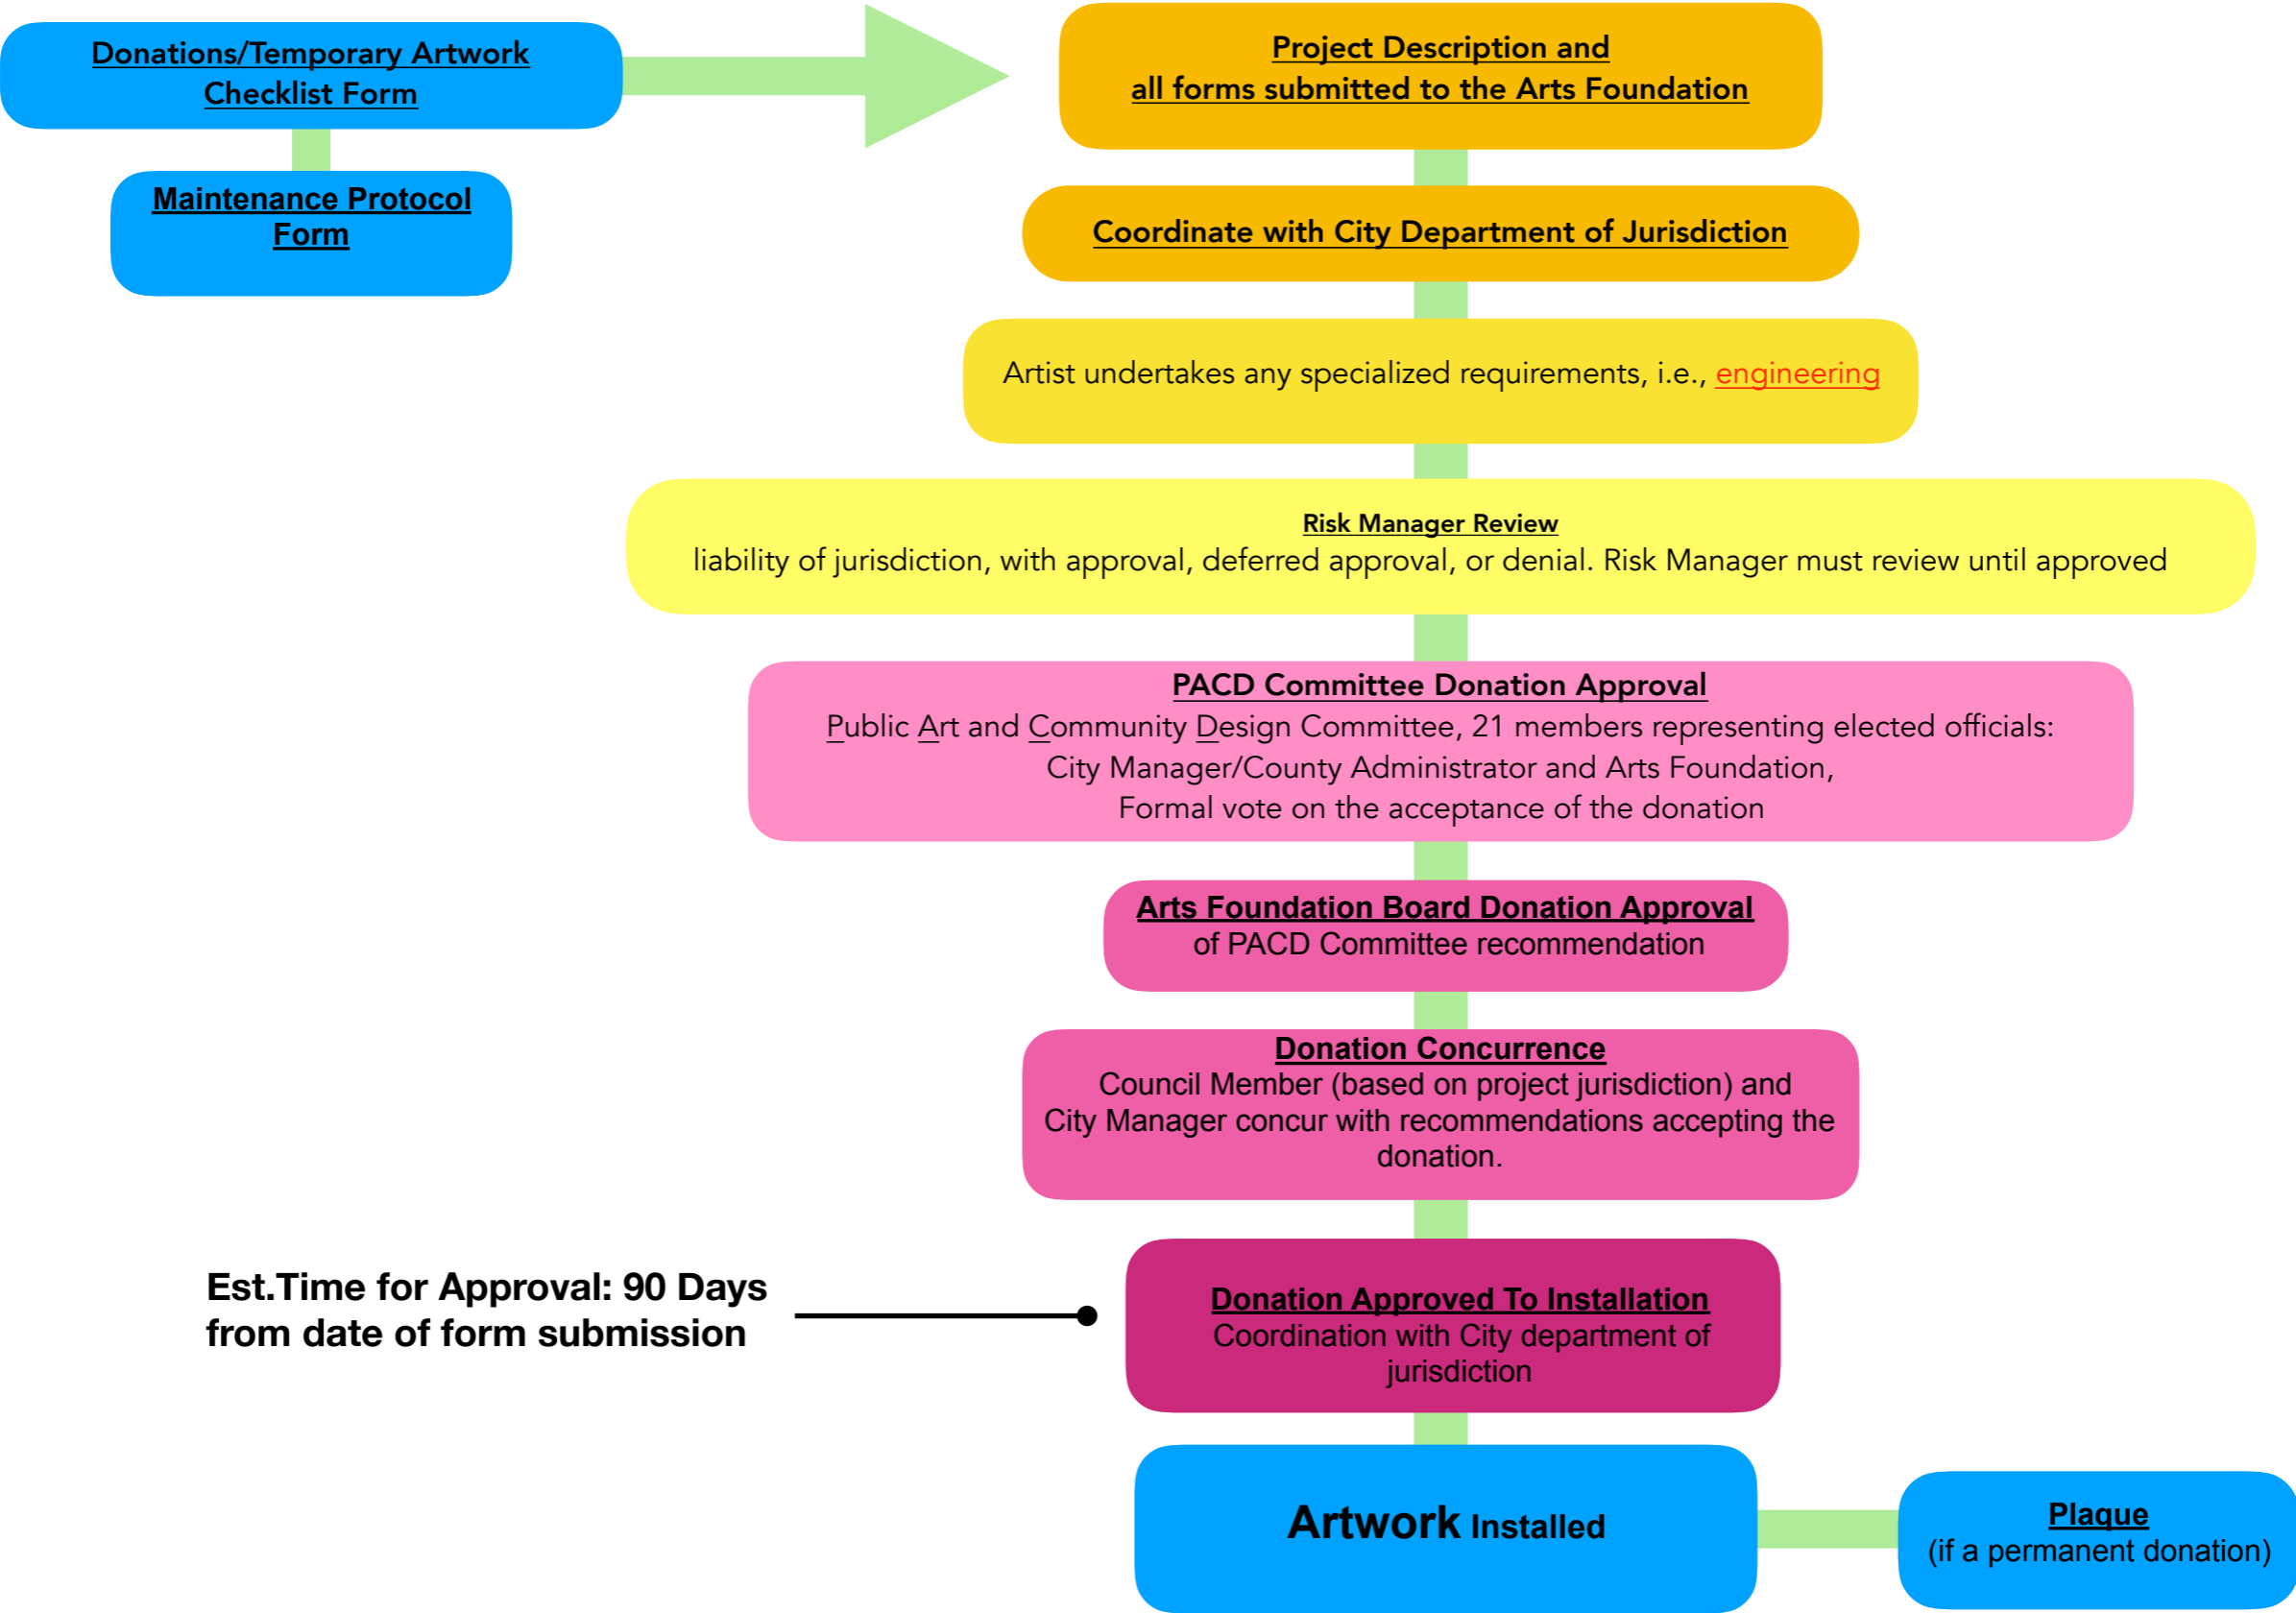 Donations/Temporary Artwork
Checklist Form
Maintenance Protocol
Form
Project Description and
all forms submitted to the Arts Foundation
Coordinate with City Department of Jurisdiction
Artist undertakes any specialized requirements, i.e., engineering
Risk Manager Review
liability of jurisdiction, with approval, deferred approval, or denial. Risk Manager must review until approved
PACD Committee Donation Approval
Public Art and Community Design Committee, 21 members representing elected officials:
City Manager/County Administrator and Arts Foundation,
Formal vote on the acceptance of the donation
Arts Foundation Board Donation Approval
of PACD Committee recommendation
Donation Concurrence
Council Member (based on project jurisdiction) and
City Manager concur with recommendations accepting the
donation.
Est.Time for Approval: 90 Days
from date of form submission
Donation Approved To Installation
Coordination with City department of
jurisdiction
Artwork Installed
Plaque
(if a permanent donation)